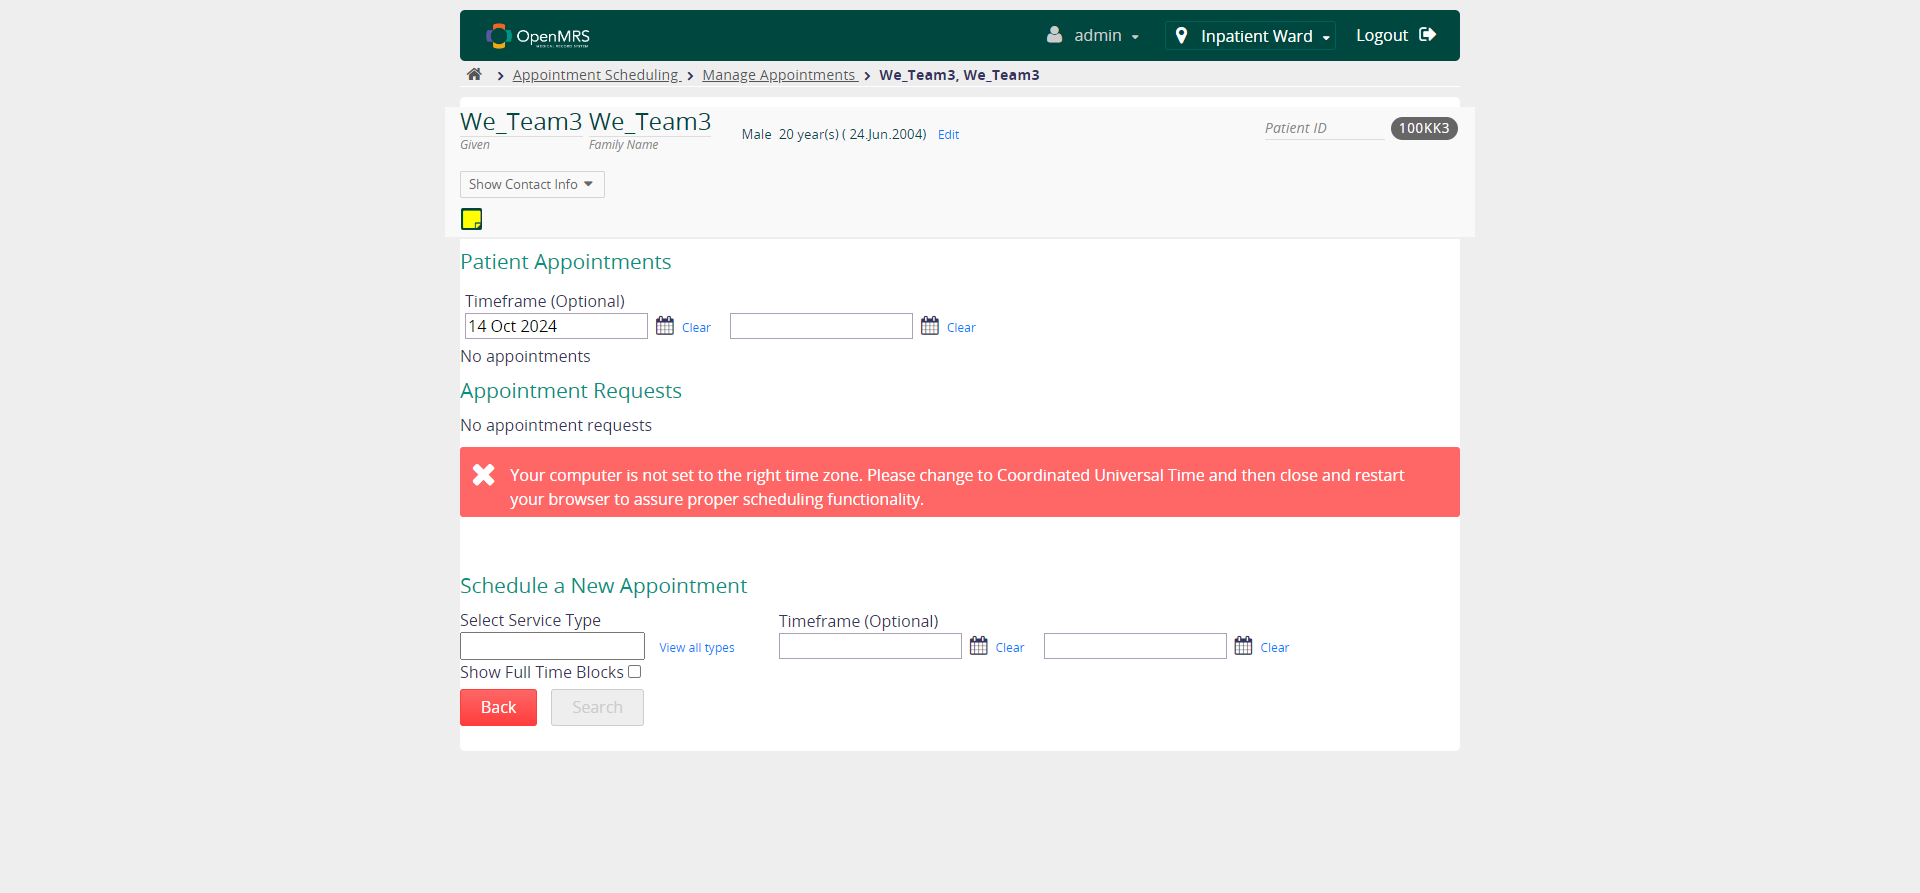 OpenMRS
MEDICAL RECORD SYSTEM
admin
Inpatient Ward
Logout
Appointment Scheduling
Manage Appointments
We_Team3, We_Team3
We_Team3 We_Team3
Given
Family Name
Male 20 year(s) ( 24.Jun.2004) Edit
Patient ID
100KK3
Show Contact Info
Patient Appointments
Timeframe (Optional)
14 Oct 2024
Clear
Clear
No appointments
Appointment Requests
No appointment requests
Your computer is not set to the right time zone. Please change to Coordinated Universal Time and then close and restart
your browser to assure proper scheduling functionality.
Schedule a New Appointment
Select Service Type
View all types
Timeframe (Optional)
Clear
Clear
Show Full Time Blocks
Back
Search